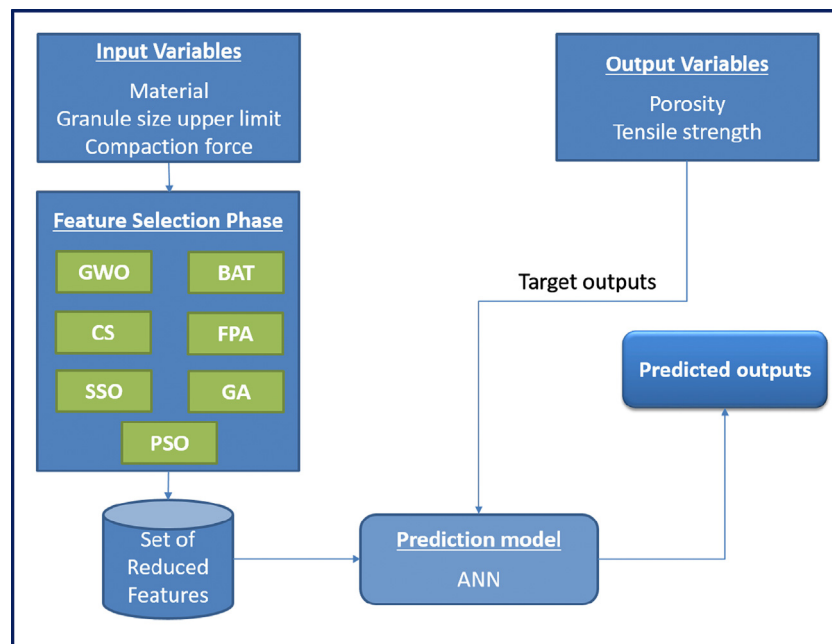 Input Variables
Material
Granule size upper limit
Compaction force
Output Variables
Porosity
Tensile strength
Feature Selection Phase
GWO
BAT
CS
FPA
SSO
GA
PSO
Target outputs
Predicted outputs
Set of
Reduced
Features
Prediction model
ANN